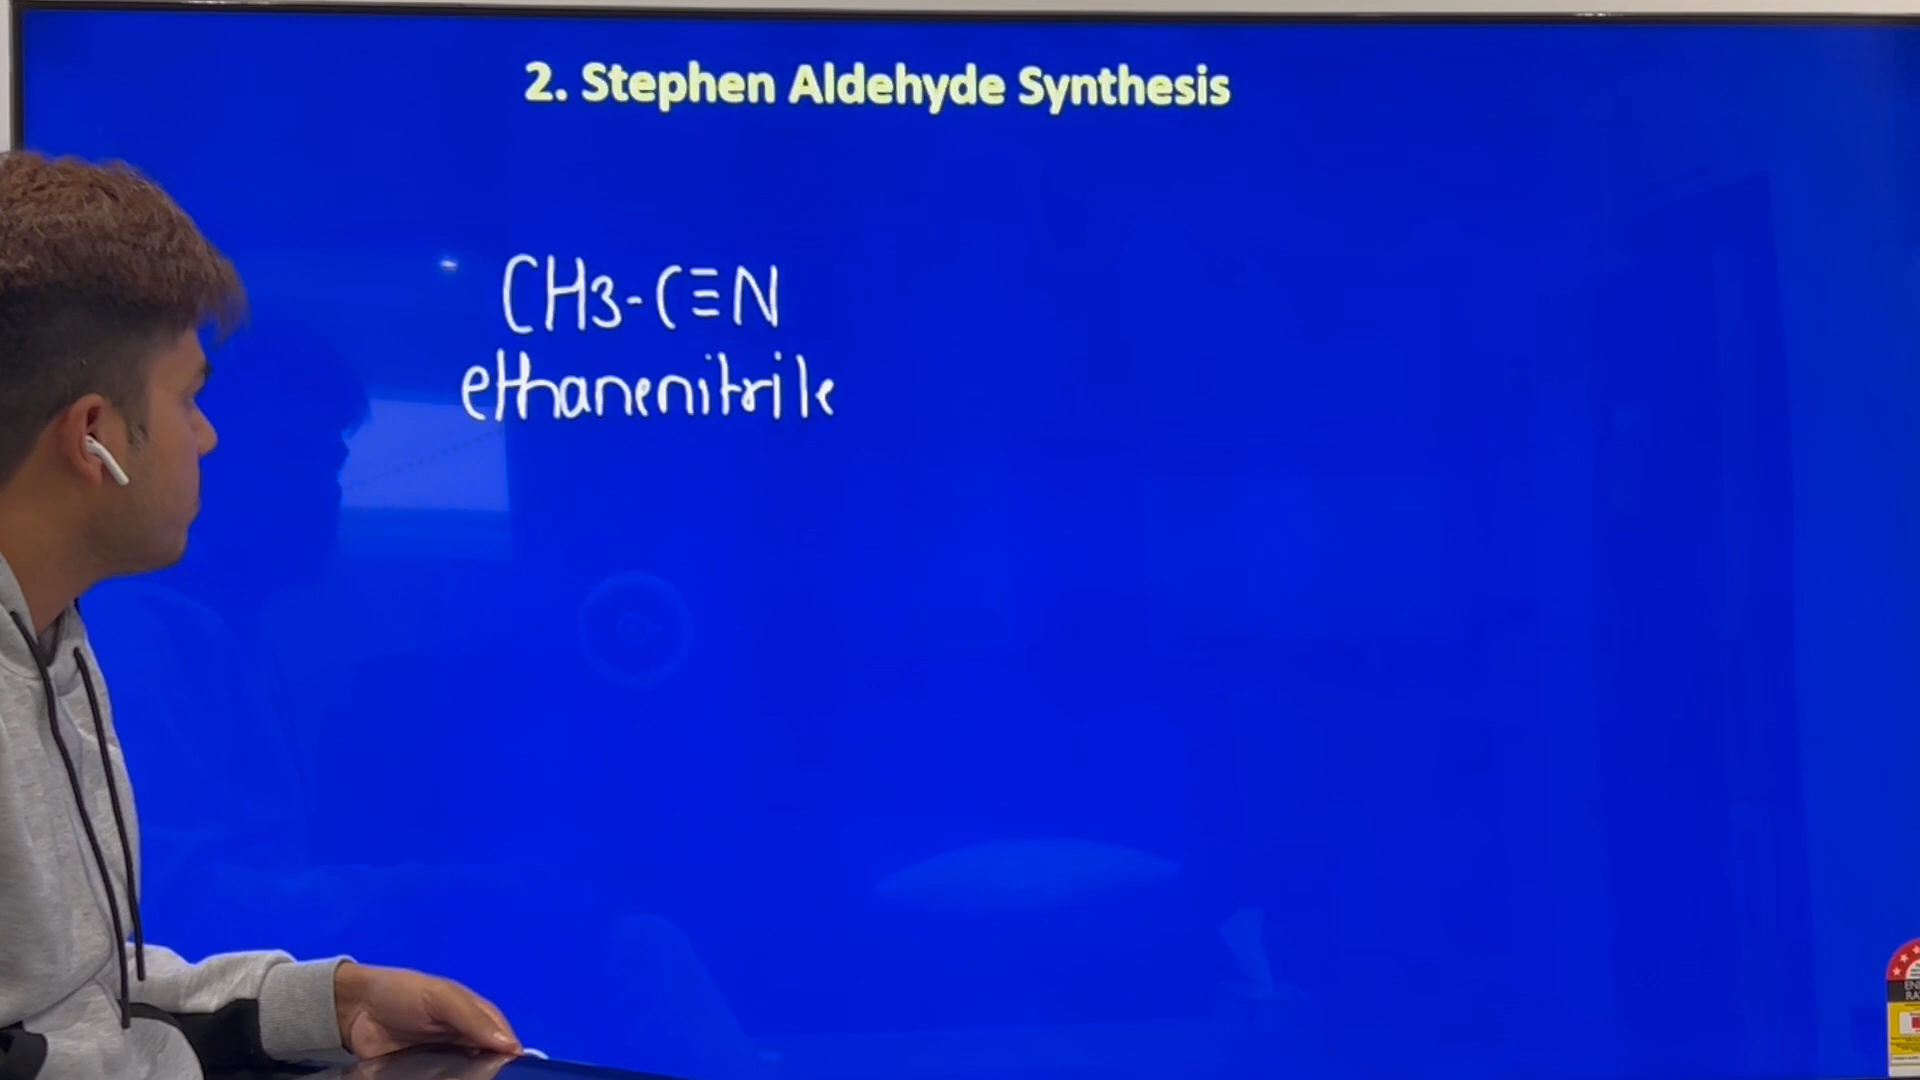 2. Stephen Aldehyde Synthesis
CH3-C≡N
ethanenitrile